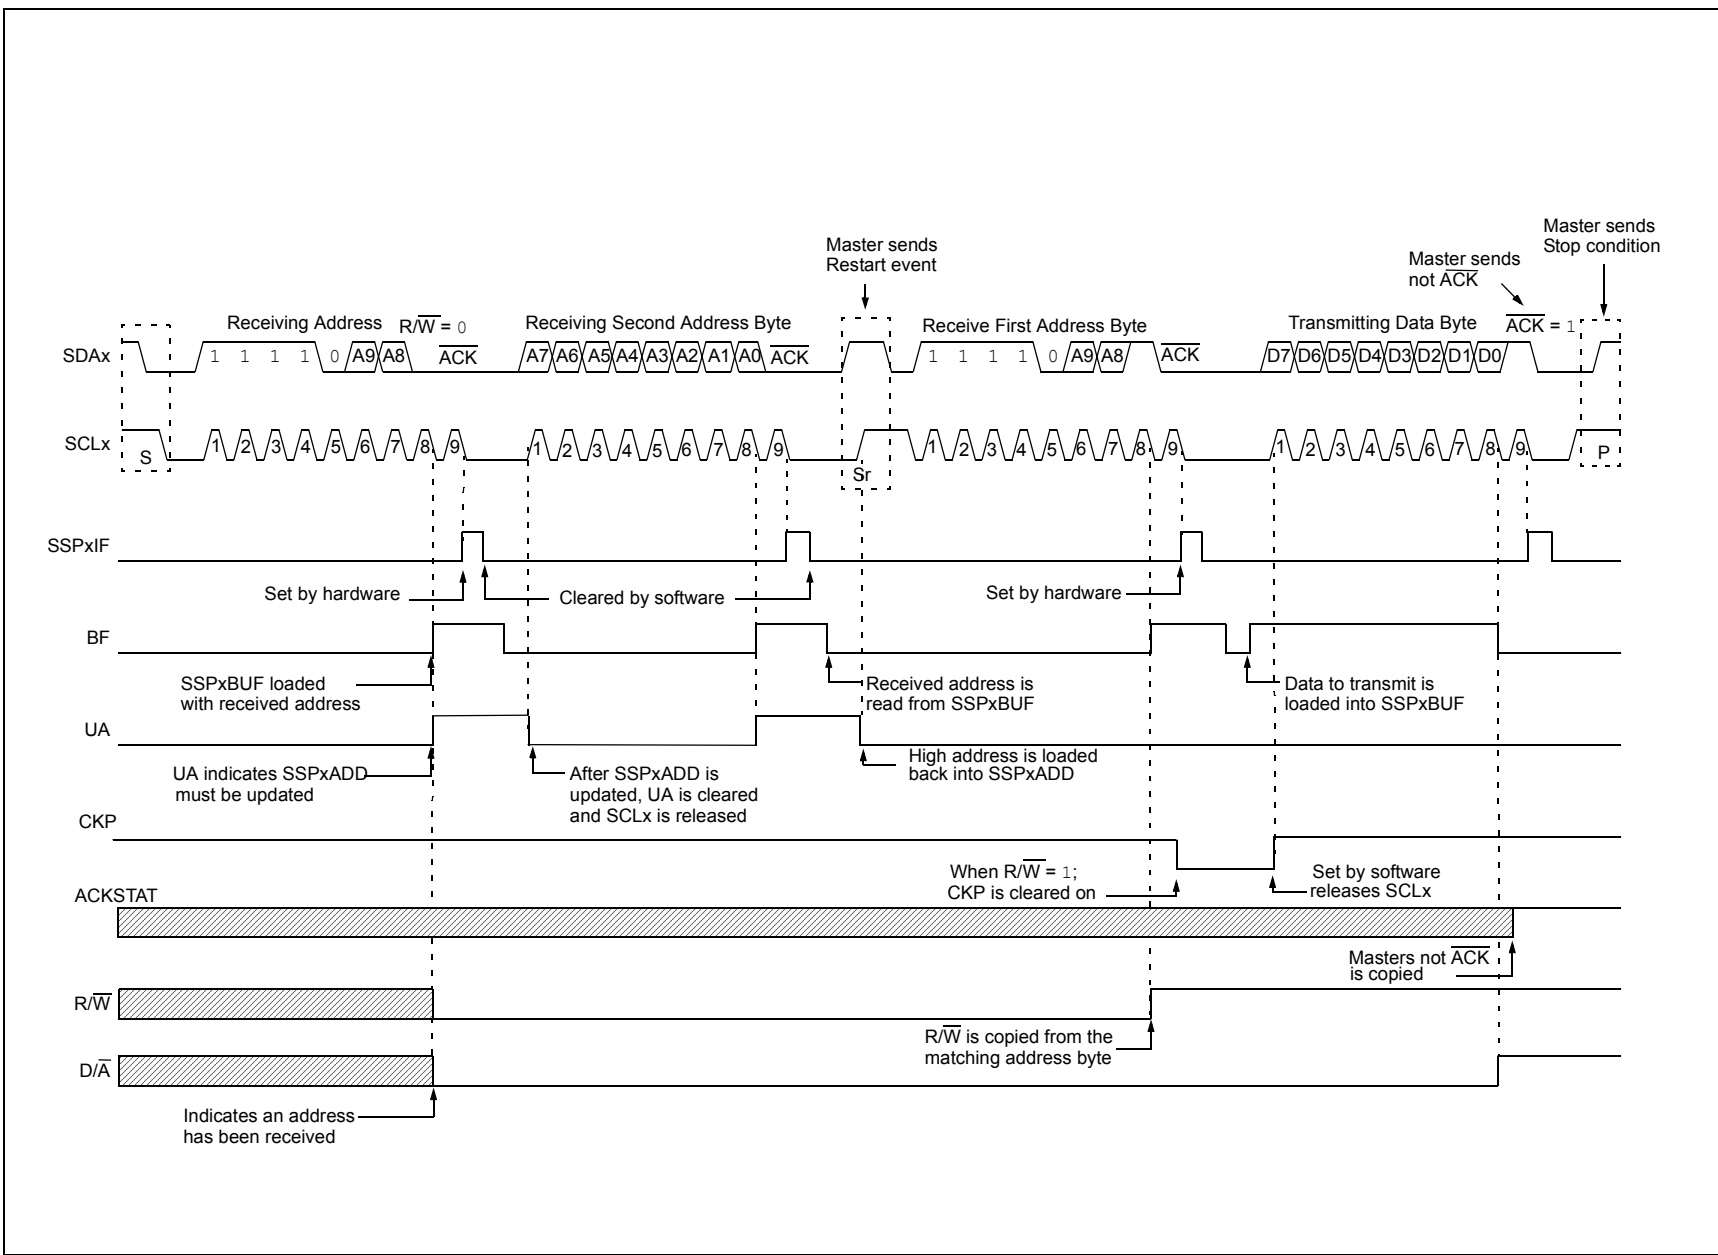 Master sends
Restart event
Master sends
Stop condition
Master sends
not ACK
Receiving Address R/W = 0
Receiving Second Address Byte
Receive First Address Byte
Transmitting Data Byte
ACK = 1
SDAx 1 1 1 1 0 A9 A8 ACK A7 A6 A5 A4 A3 A2 A1 A0 ACK 1 1 1 1 0 A9 A8 ACK D7 D6 D5 D4 D3 D2 D1 D0
SCLx S 1 2 3 4 5 6 7 8 9 1 2 3 4 5 6 7 8 9 Sr 1 2 3 4 5 6 7 8 9 1 2 3 4 5 6 7 8 9 P
SSPxIF
Set by hardware
Cleared by software
Set by hardware
BF
SSPxBUF loaded
with received address
Received address is
read from SSPxBUF
Data to transmit is
loaded into SSPxBUF
UA
UA indicates SSPxADD
must be updated
After SSPxADD is
updated, UA is cleared
and SCLx is released
High address is loaded
back into SSPxADD
CKP
When R/W = 1;
CKP is cleared on
Set by software
releases SCLx
ACKSTAT
Masters not ACK
is copied
R/W
R/W is copied from the
matching address byte
D/A
Indicates an address
has been received